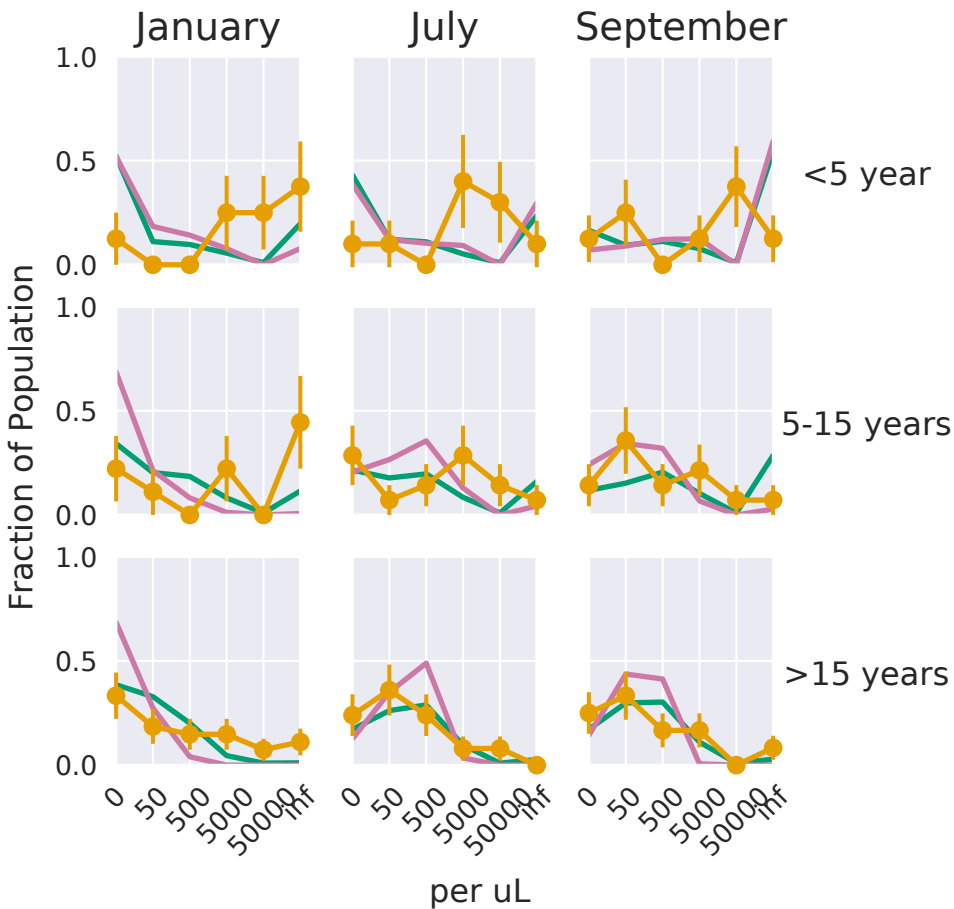 January July September
1.0
0.5
0.0
<5 year
1.0
0.5
0.0
5-15 years
1.0
0.5
0.0
>15 years
Fraction of Population
0 50 500 5000 50000 inf
0 50 500 5000 50000 inf
0 50 500 5000 50000 inf
per uL